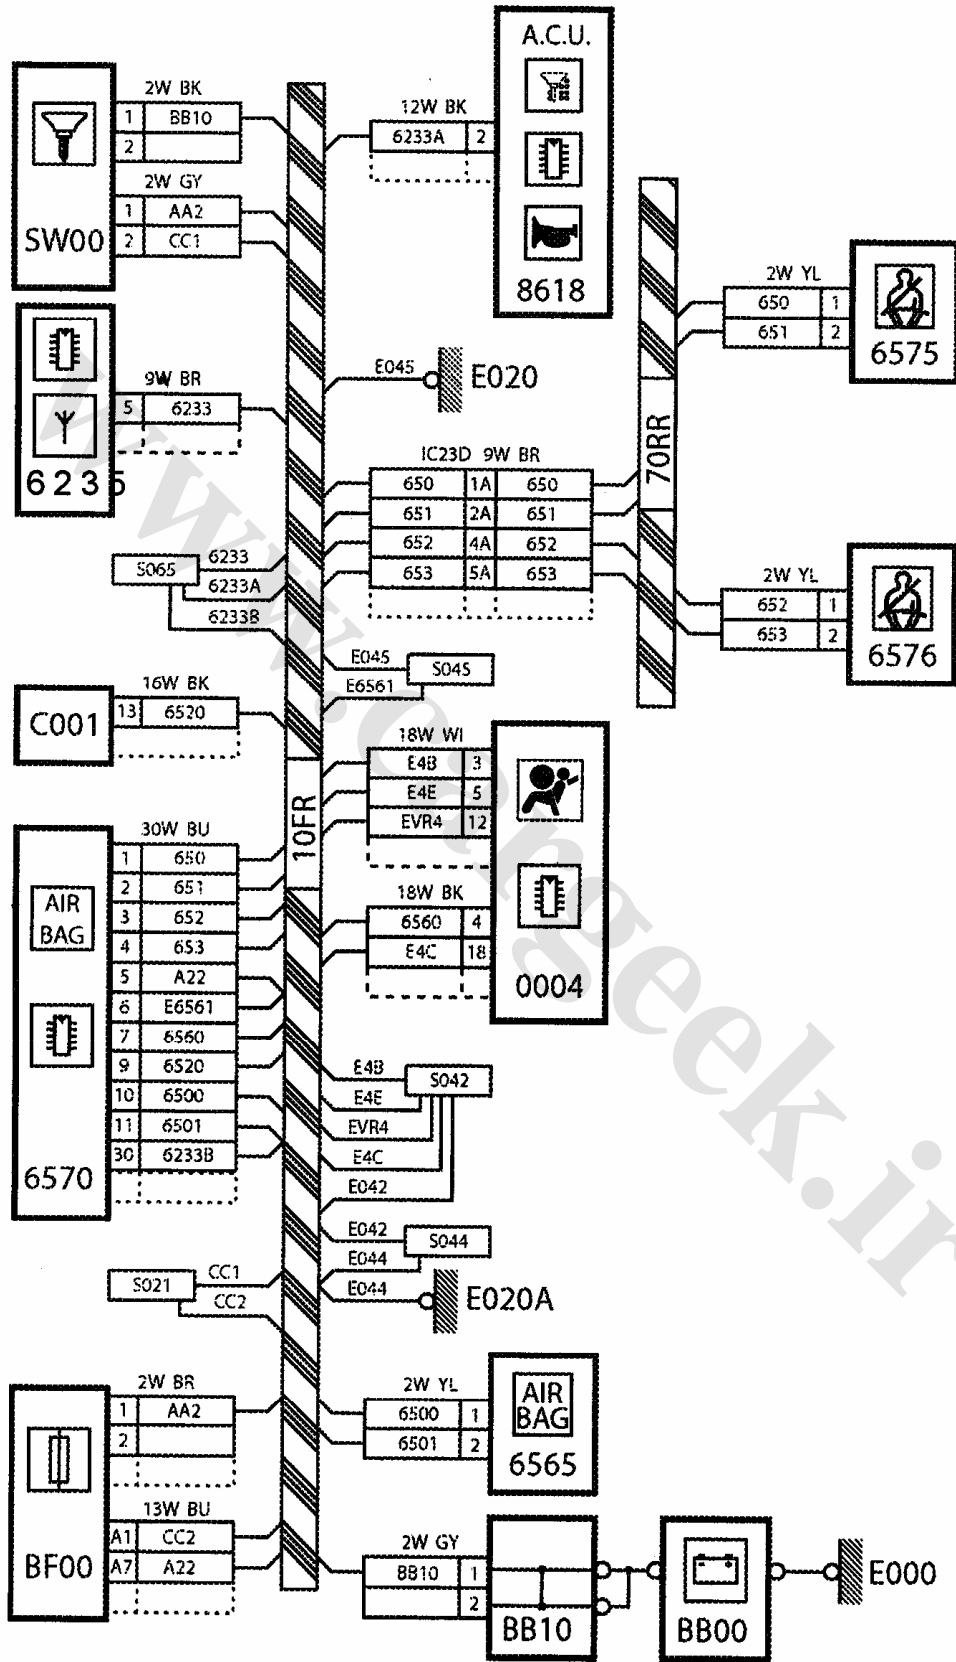 A.C.U.
8618
12W BK
6233A 2
SW00
2W BK
1 BB10
2
2W GY
1 AA2
2 CC1
6235
9W BR
5 6233
E045
E020
70RR
2W YL
650 1
651 2
6575
IC23D 9W BR
650 1A 650
651 2A 651
652 4A 652
653 5A 653
2W YL
652 1
653 2
6576
S065
6233
6233A
6233B
E045
S045
E6561
C001
16W BK
13 6520
10FR
18W WI
E4B 3
E4E 5
EVR4 12
18W BK
6560 4
E4C 18
0004
AIR
BAG
6570
30W BU
1 650
2 651
3 652
4 653
5 A22
6 E6561
7 6560
9 6520
10 6500
11 6501
30 6233B
E4B
S042
E4E
EVR4
E4C
E042
E042
S044
E044
E044
E020A
S021
CC1
CC2
BF00
2W BR
1 AA2
2
13W BU
A1 CC2
A7 A22
2W YL
6500 1
6501 2
AIR
BAG
6565
2W GY
BB10 1
2
BB10
BB00
E000
www.cargeek.ir